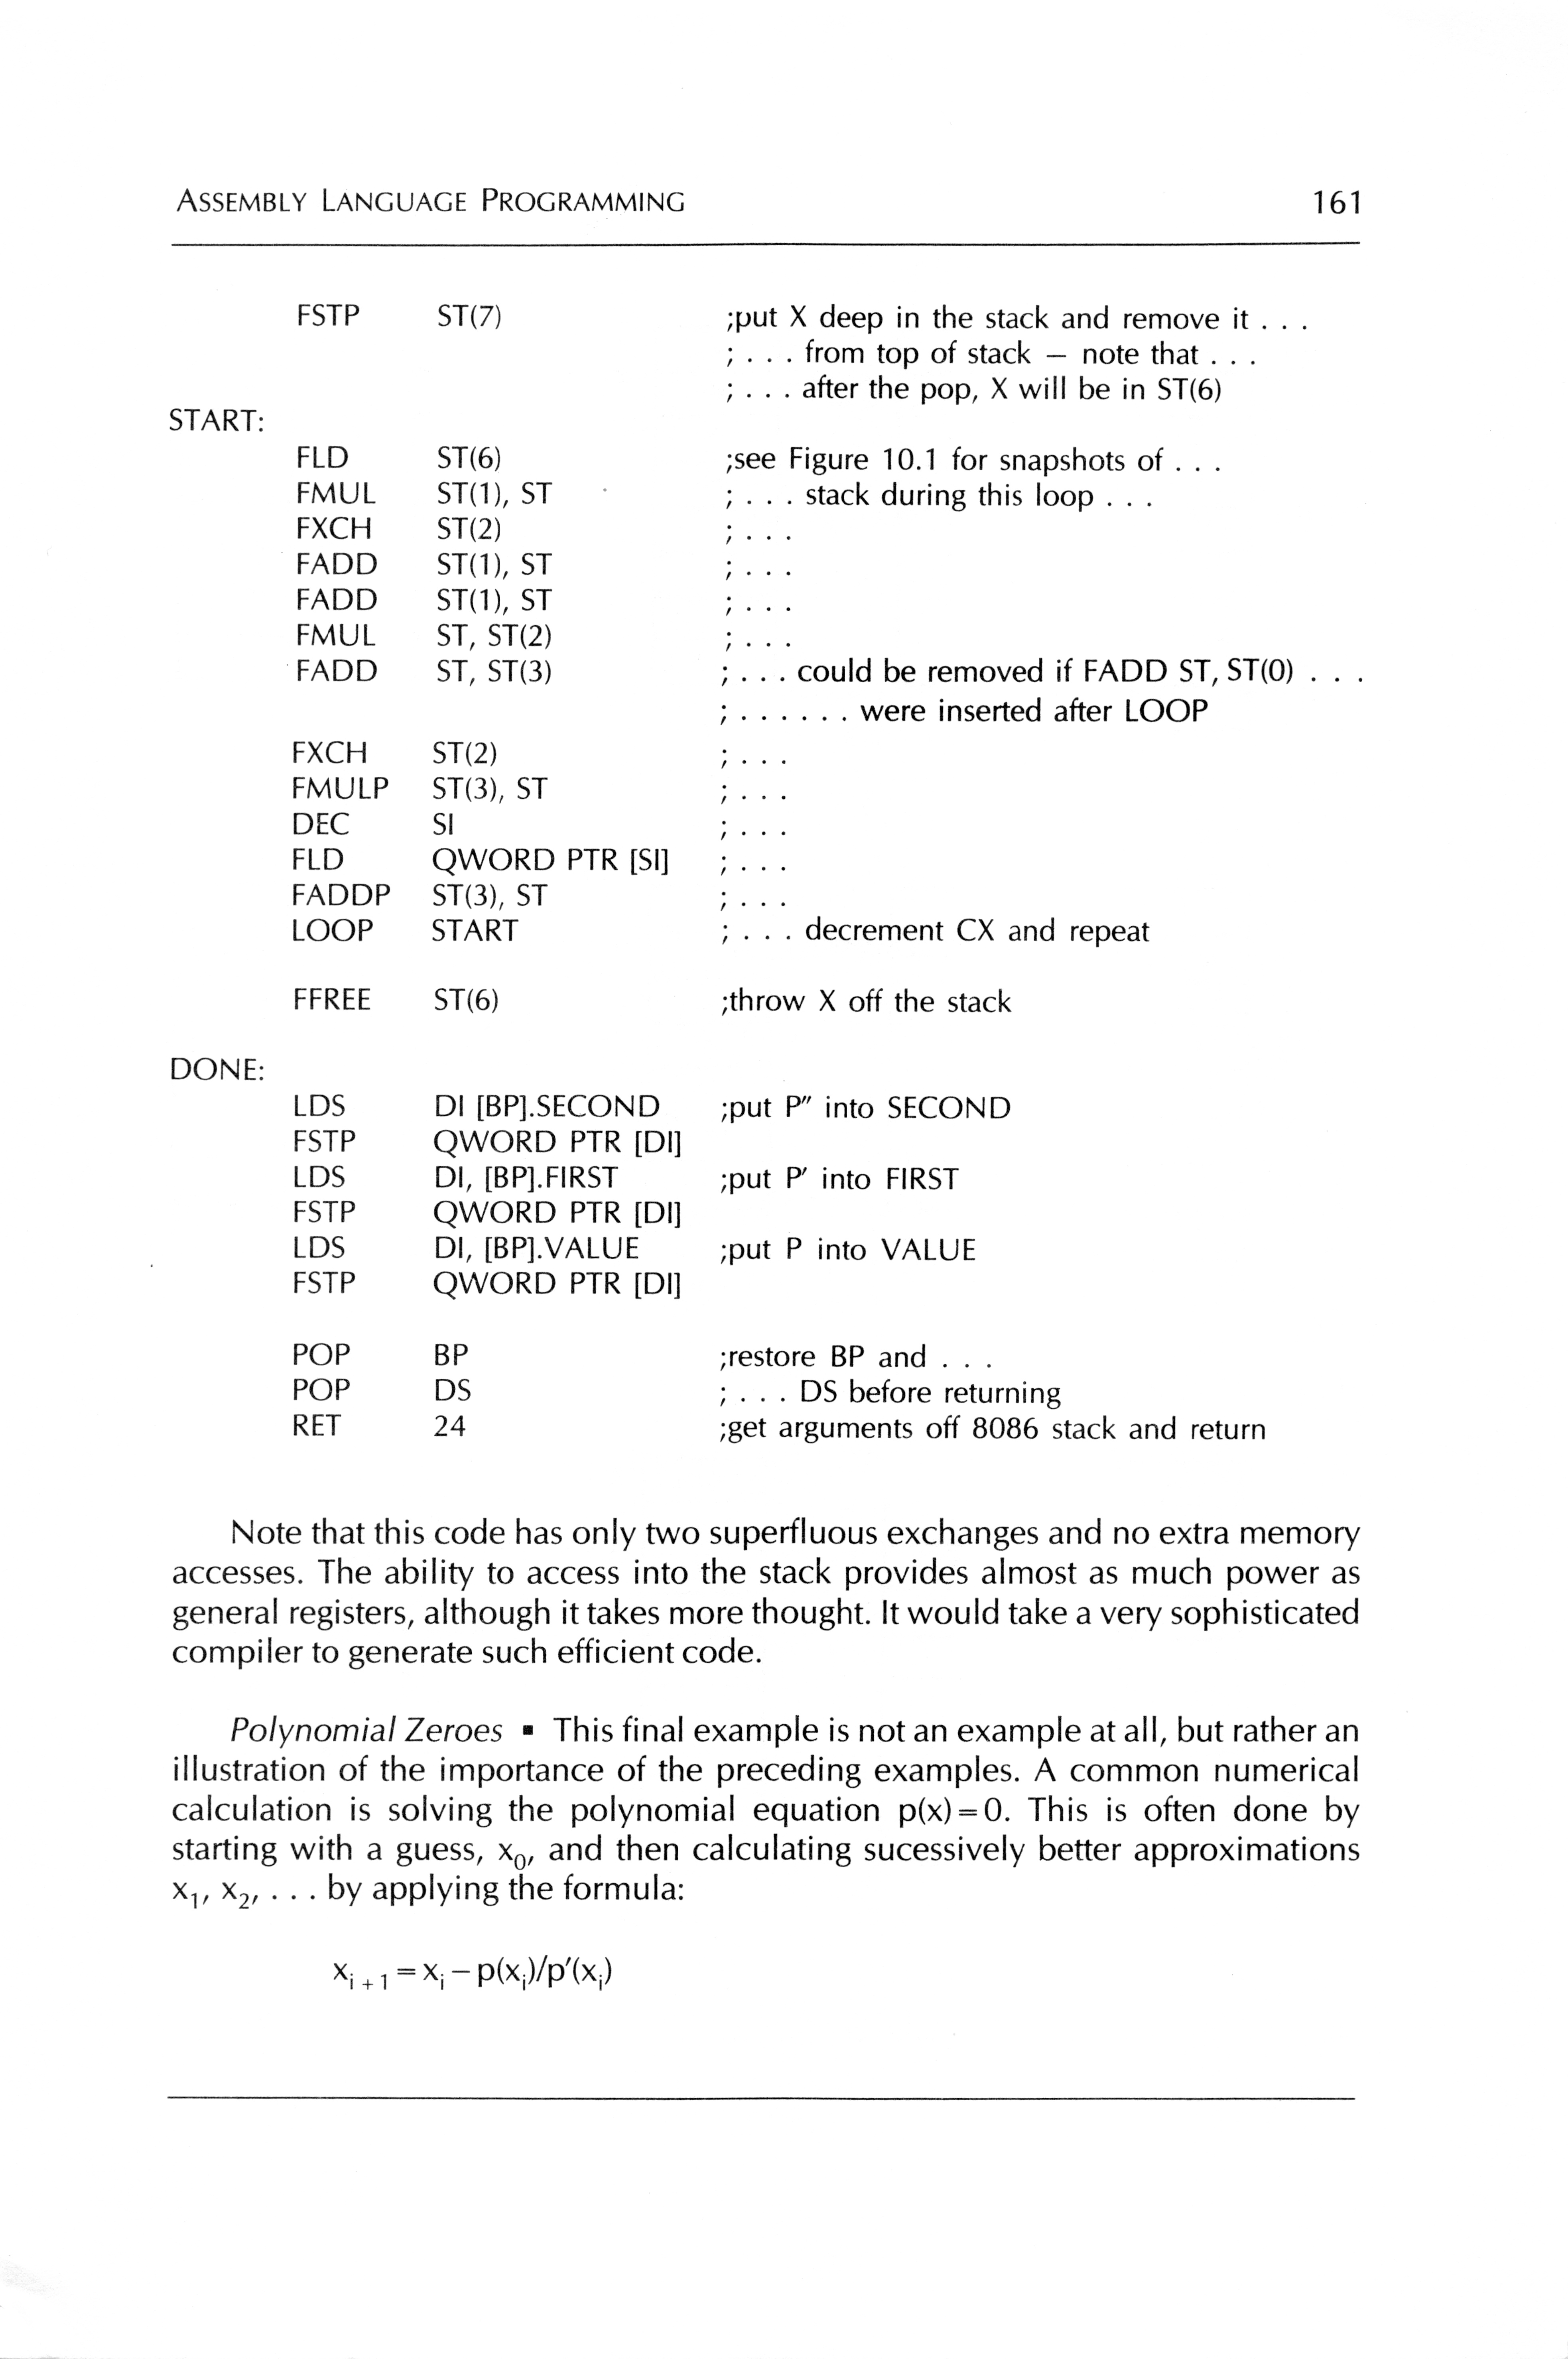 ASSEMBLY LANGUAGE PROGRAMMING 161
FSTP ST(7) ;put X deep in the stack and remove it . . .
; . . . from top of stack — note that . . .
; . . . after the pop, X will be in ST(6)
START:
FLD ST(6) ;see Figure 10.1 for snapshots of . . .
FMUL ST(1), ST ; . . . stack during this loop . . .
FXCH ST(2) ; . . .
FADD ST(1), ST ; . . .
FADD ST(1), ST ; . . .
FMUL ST, ST(2) ; . . .
FADD ST, ST(3) ; . . . could be removed if FADD ST, ST(0) . . .
; . . . . . . were inserted after LOOP
FXCH ST(2) ; . . .
FMULP ST(3), ST ; . . .
DEC SI ; . . .
FLD QWORD PTR [SI] ; . . .
FADDP ST(3), ST ; . . .
LOOP START ; . . . decrement CX and repeat
FFREE ST(6) ;throw X off the stack
DONE:
LDS DI [BP].SECOND ;put P″ into SECOND
FSTP QWORD PTR [DI]
LDS DI, [BP].FIRST ;put P′ into FIRST
FSTP QWORD PTR [DI]
LDS DI, [BP].VALUE ;put P into VALUE
FSTP QWORD PTR [DI]
POP BP ;restore BP and . . .
POP DS ; . . . DS before returning
RET 24 ;get arguments off 8086 stack and return
Note that this code has only two superfluous exchanges and no extra memory
accesses. The ability to access into the stack provides almost as much power as
general registers, although it takes more thought. It would take a very sophisticated
compiler to generate such efficient code.
Polynomial Zeroes ▪ This final example is not an example at all, but rather an
illustration of the importance of the preceding examples. A common numerical
calculation is solving the polynomial equation p(x) = 0. This is often done by
starting with a guess, x₀, and then calculating sucessively better approximations
x₁, x₂, . . . by applying the formula:
xᵢ₊₁ = xᵢ − p(xᵢ)/p′(xᵢ)